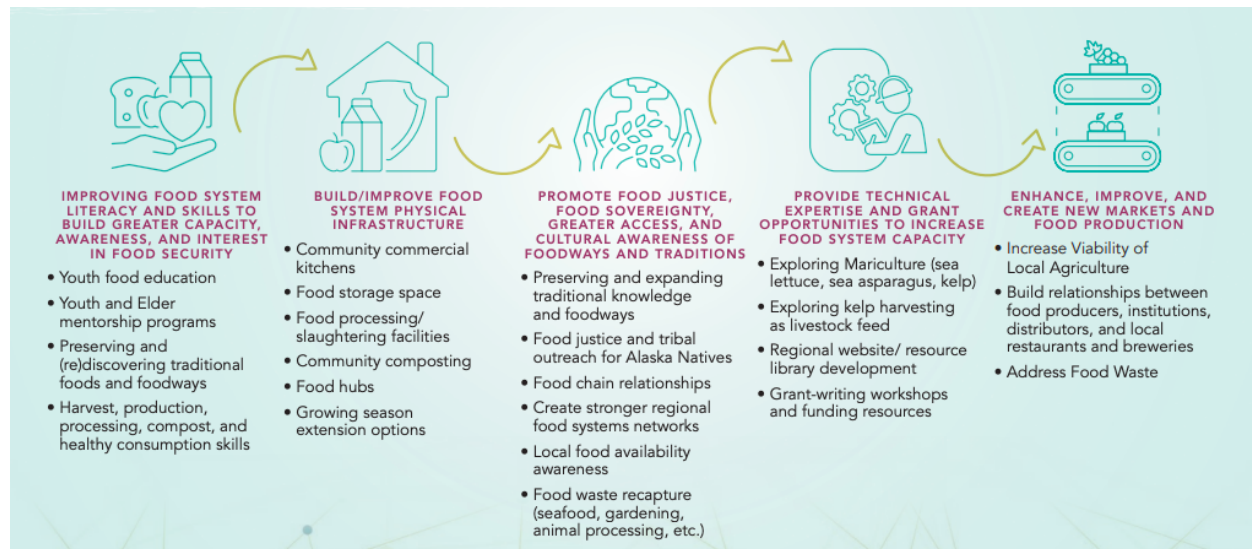 IMPROVING FOOD SYSTEM
LITERACY AND SKILLS TO
BUILD GREATER CAPACITY,
AWARENESS, AND INTEREST
IN FOOD SECURITY
• Youth food education
• Youth and Elder
mentorship programs
• Preserving and
(re)discovering traditional
foods and foodways
• Harvest, production,
processing, compost, and
healthy consumption skills
BUILD/IMPROVE FOOD
SYSTEM PHYSICAL
INFRASTRUCTURE
• Community commercial
kitchens
• Food storage space
• Food processing/
slaughtering facilities
• Community composting
• Food hubs
• Growing season
extension options
PROMOTE FOOD JUSTICE,
FOOD SOVEREIGNTY,
GREATER ACCESS, AND
CULTURAL AWARENESS OF
FOODWAYS AND TRADITIONS
• Preserving and expanding
traditional knowledge
and foodways
• Food justice and tribal
outreach for Alaska Natives
• Food chain relationships
• Create stronger regional
food systems networks
• Local food availability
awareness
• Food waste recapture
(seafood, gardening,
animal processing, etc.)
PROVIDE TECHNICAL
EXPERTISE AND GRANT
OPPORTUNITIES TO INCREASE
FOOD SYSTEM CAPACITY
• Exploring Mariculture (sea
lettuce, sea asparagus, kelp)
• Exploring kelp harvesting
as livestock feed
• Regional website/ resource
library development
• Grant-writing workshops
and funding resources
ENHANCE, IMPROVE, AND
CREATE NEW MARKETS AND
FOOD PRODUCTION
• Increase Viability of
Local Agriculture
• Build relationships between
food producers, institutions,
distributors, and local
restaurants and breweries
• Address Food Waste